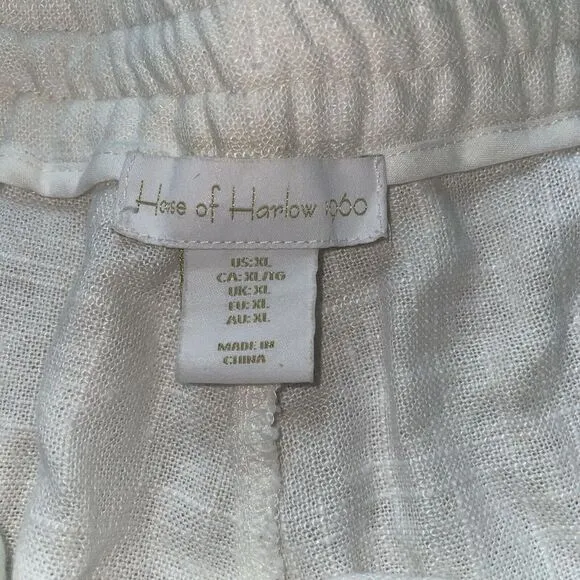 House of Harlow 1960
US: XL
CA: XL/TG
UK: XL
EU: XL
AU: XL
MADE IN
CHINA